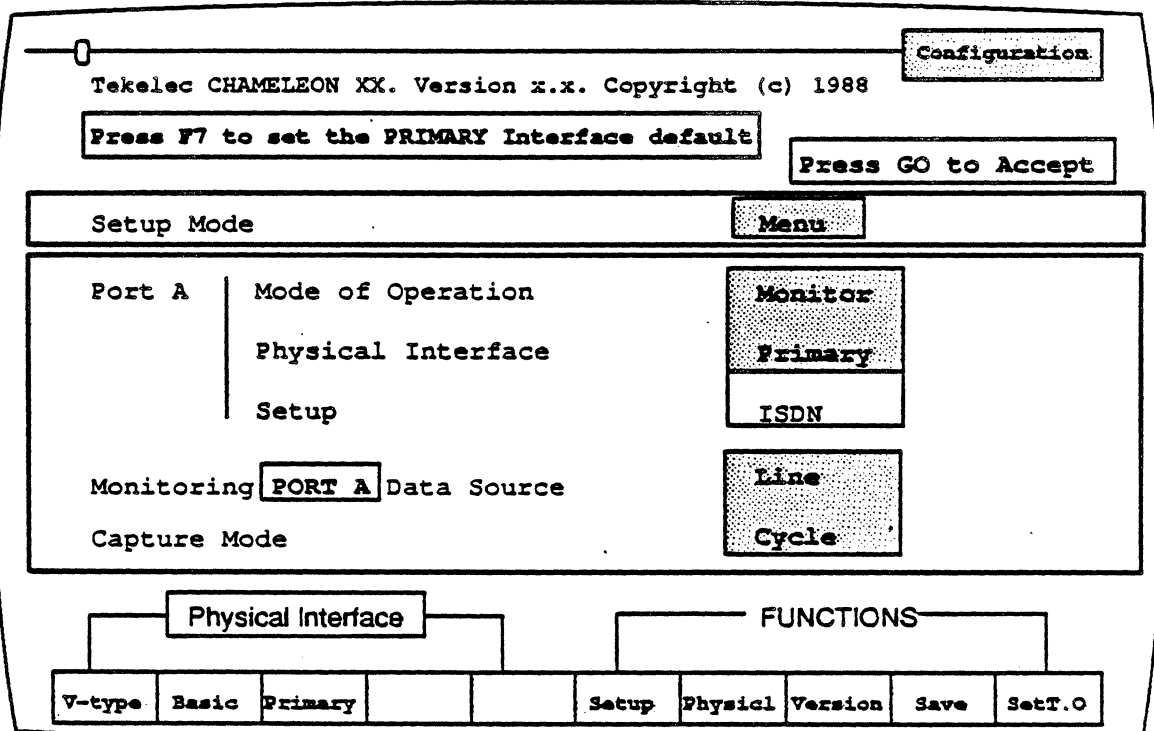 Configuration
Tekelec CHAMELEON XX. Version x.x. Copyright (c) 1988
Press F7 to set the PRIMARY Interface default
Press GO to Accept
Setup Mode Menu
Port A Mode of Operation Monitor
Physical Interface Primary
Setup ISDN
Monitoring PORT A Data Source Line
Capture Mode Cycle
Physical Interface FUNCTIONS
V-type Basic Primary Setup Physicl Version Save SetT.O